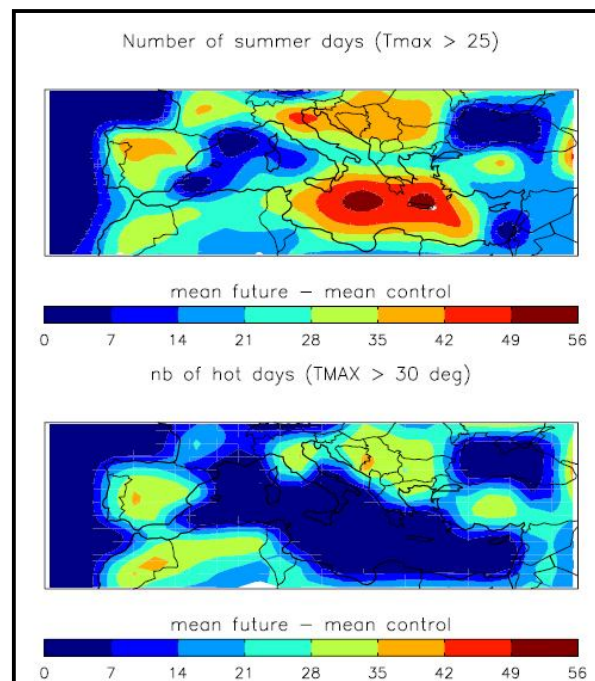 Number of summer days (Tmax > 25)
mean future − mean control
0 7 14 21 28 35 42 49 56
nb of hot days (TMAX > 30 deg)
mean future − mean control
0 7 14 21 28 35 42 49 56